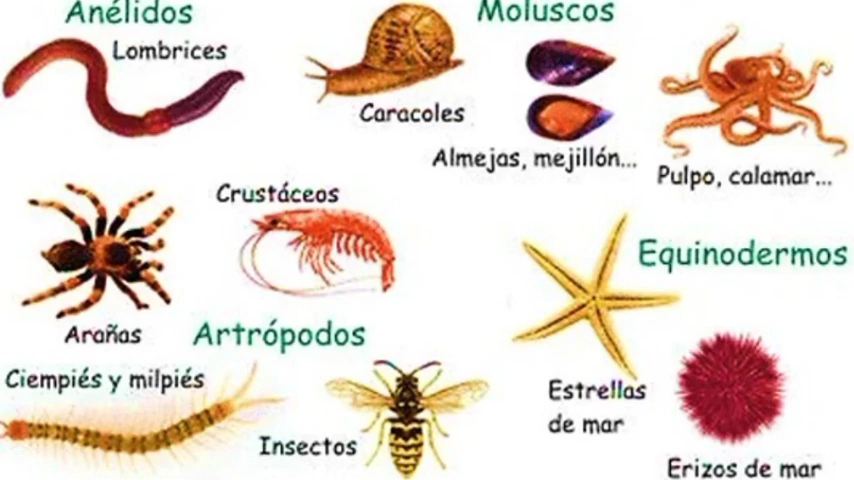 Anélidos
Moluscos
Lombrices
Caracoles
Almejas, mejillón...
Pulpo, calamar...
Crustáceos
Equinodermos
Arañas
Artrópodos
Ciempiés y milpiés
Insectos
Estrellas
de mar
Erizos de mar